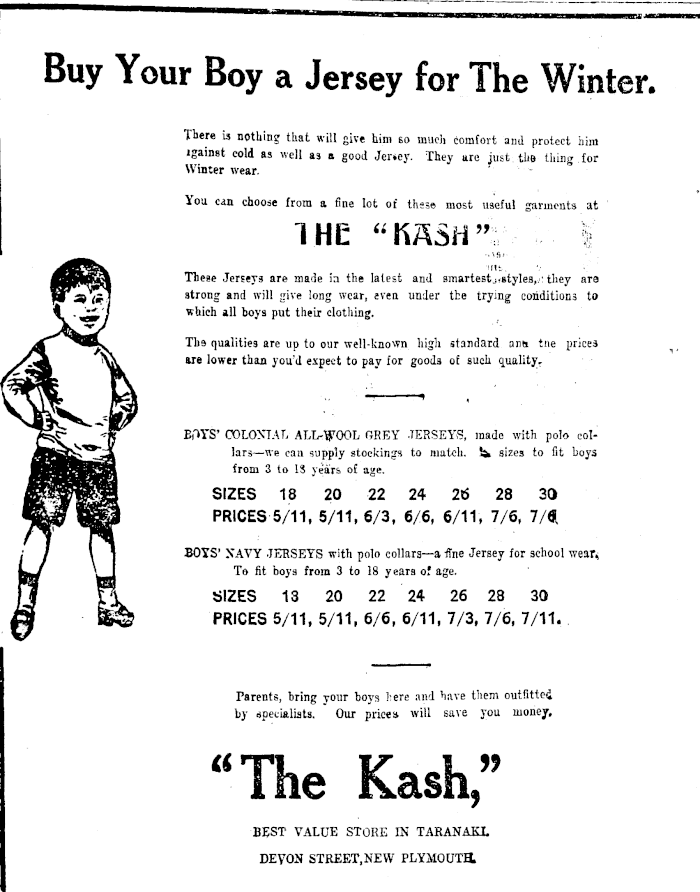 Buy Your Boy a Jersey for The Winter.
There is nothing that will give him so much comfort and protect him
against cold as well as a good Jersey. They are just the thing for
Winter wear.
You can choose from a fine lot of these most useful garments at
THE "KASH"
These Jerseys are made in the latest and smartest styles, they are
strong and will give long wear, even under the trying conditions to
which all boys put their clothing.
The qualities are up to our well-known high standard and the prices
are lower than you'd expect to pay for goods of such quality.
BOYS' COLONIAL ALL-WOOL GREY JERSEYS, made with polo col-
lars—we can supply stockings to match. sizes to fit boys
from 3 to 18 years of age.
SIZES 18 20 22 24 26 28 30
PRICES 5/11, 5/11, 6/3, 6/6, 6/11, 7/6,
BOYS' NAVY JERSEYS with polo collars—a fine Jersey for school wear,
To fit boys from 3 to 18 years of age.
SIZES 18 20 22 24 26 28 30
PRICES 5/11, 5/11, 6/6, 6/11, 7/3, 7/6, 7/11.
Parents, bring your boys here and have them outfitted
by specialists. Our prices will save you money.
"The Kash,"
BEST VALUE STORE IN TARANAKI.
DEVON STREET, NEW PLYMOUTH.